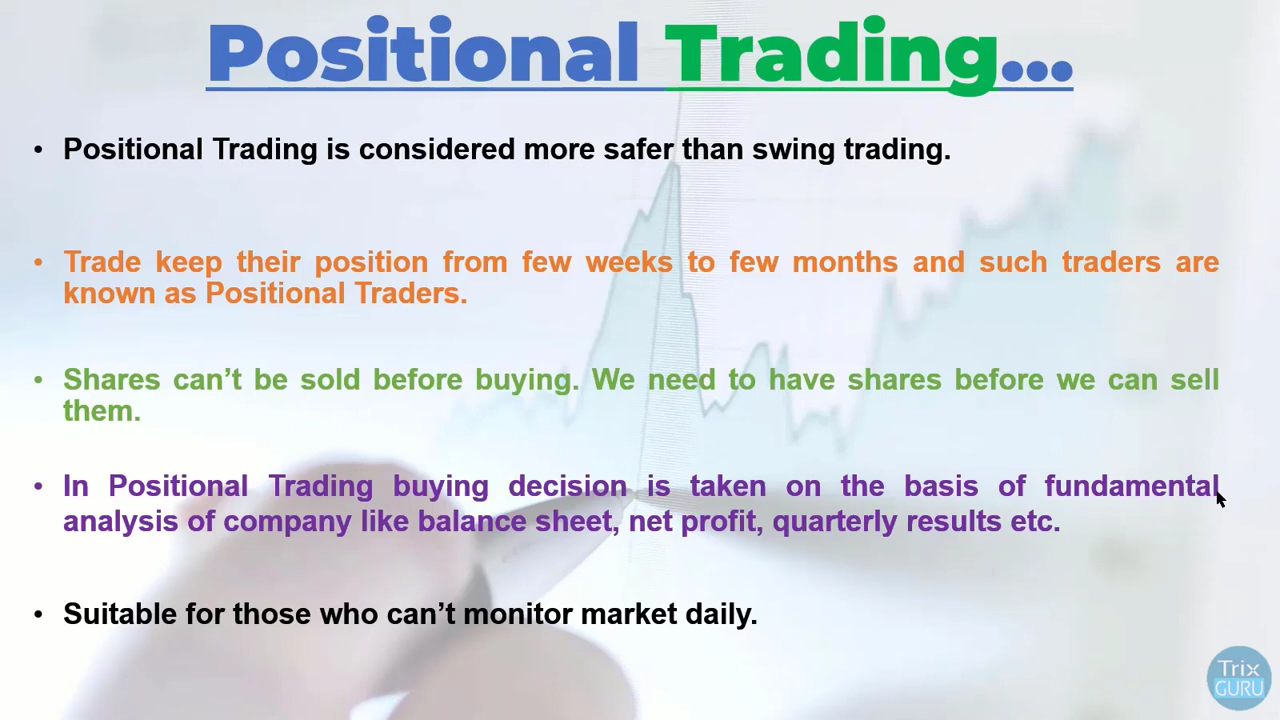 Positional Trading...
• Positional Trading is considered more safer than swing trading.
• Trade keep their position from few weeks to few months and such traders are
known as Positional Traders.
• Shares can’t be sold before buying. We need to have shares before we can sell
them.
• In Positional Trading buying decision is taken on the basis of fundamental
analysis of company like balance sheet, net profit, quarterly results etc.
• Suitable for those who can’t monitor market daily.
Trix
GURU